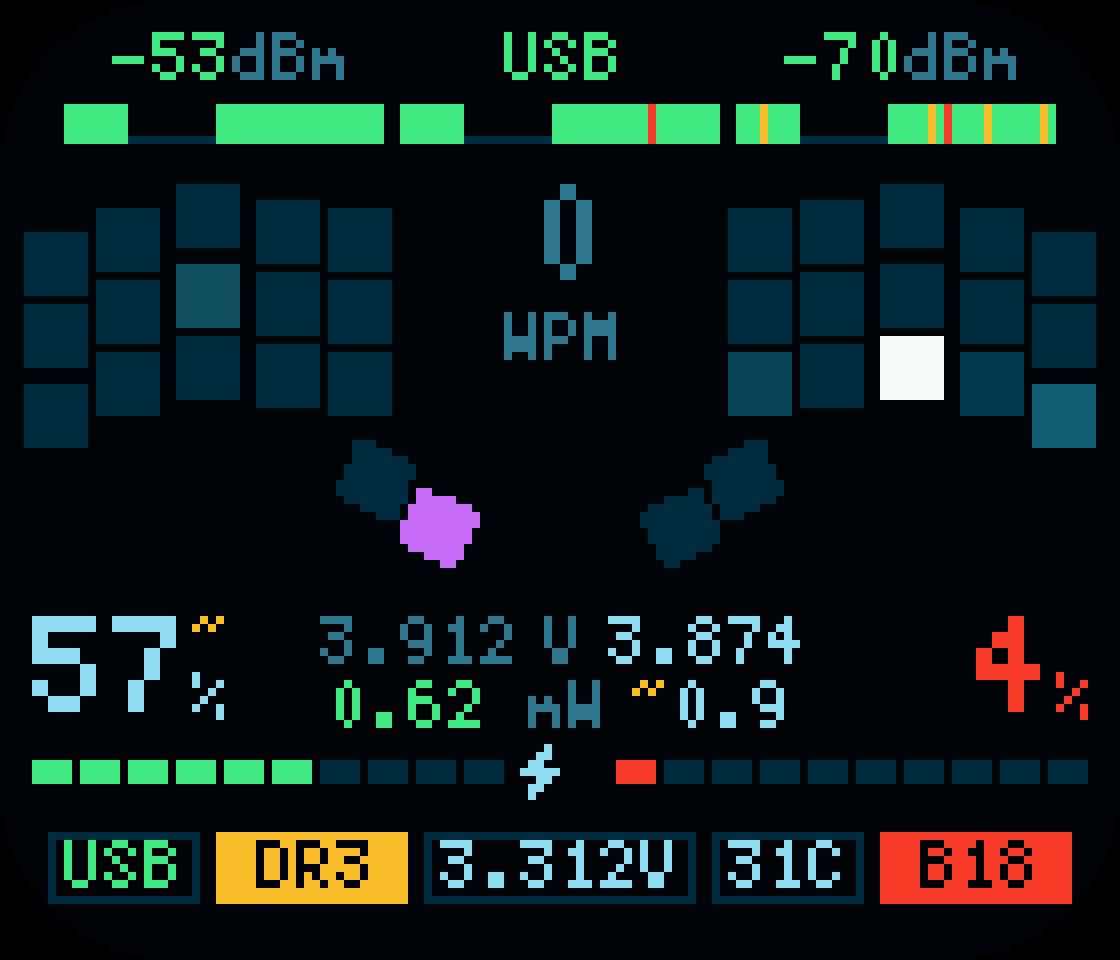 -53dBm USB -70dBm
0
WPM
57~% 3.912 V 3.874 4%
0.62 mW ~0.9
USB DR3 3.312V 31C B18